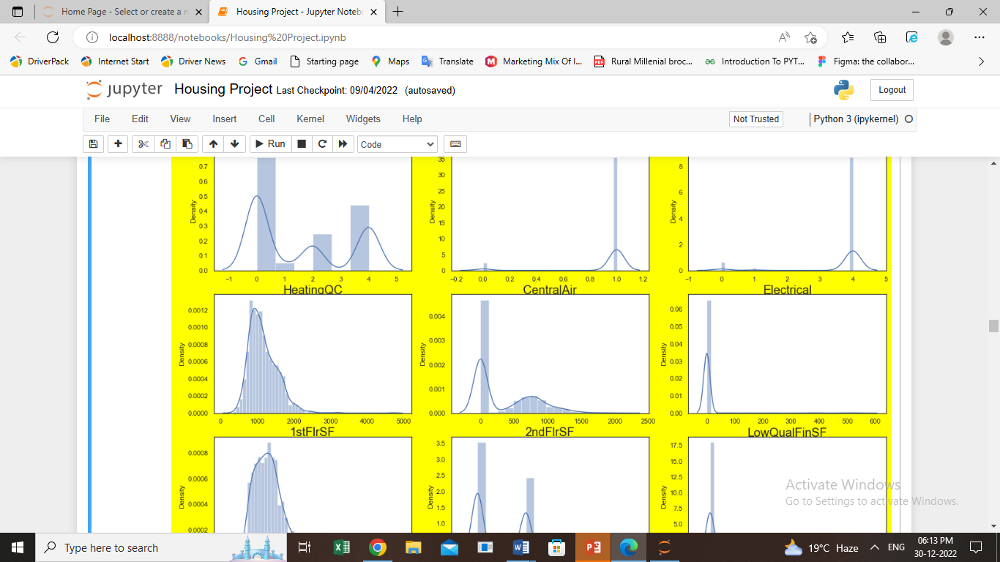 Home Page - Select or create a n
Housing Project - Jupyter Noteb
localhost:8888/notebooks/Housing%20Project.ipynb
DriverPack Internet Start Driver News Gmail Starting page Maps Translate Marketing Mix Of I... Rural Millenial broc... Introduction To PYT... Figma: the collabor...
jupyter Housing Project Last Checkpoint: 09/04/2022 (autosaved) Logout
File Edit View Insert Cell Kernel Widgets Help Not Trusted Python 3 (ipykernel)
Run Code
0.7
0.6
0.5
0.4
0.3
0.2
0.1
0.0
Density
−1 0 1 2 3 4 5
HeatingQC
35
30
25
20
15
10
5
0
Density
−0.2 0.0 0.2 0.4 0.6 0.8 1.0 1.2
CentralAir
8
6
4
2
0
Density
−1 0 1 2 3 4 5
Electrical
0.0012
0.0010
0.0008
0.0006
0.0004
0.0002
0.0000
Density
0 1000 2000 3000 4000 5000
1stFlrSF
0.004
0.003
0.002
0.001
0.000
Density
0 500 1000 1500 2000 2500
2ndFlrSF
0.06
0.05
0.04
0.03
0.02
0.01
0.00
Density
0 100 200 300 400 500 600
LowQualFinSF
0.0008
0.0006
0.0004
0.0002
Density
3.5
3.0
2.5
2.0
1.5
1.0
Density
17.5
15.0
12.5
10.0
7.5
5.0
Density
Activate Windows
Go to Settings to activate Windows.
Type here to search
19°C Haze
ENG
06:13 PM
30-12-2022